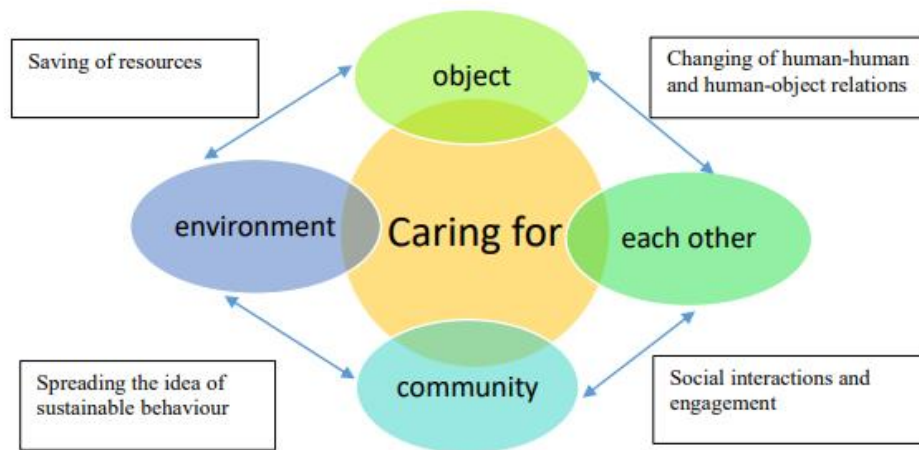 Saving of resources
object
Changing of human-human
and human-object relations
environment
Caring for
each other
Spreading the idea of
sustainable behaviour
community
Social interactions and
engagement